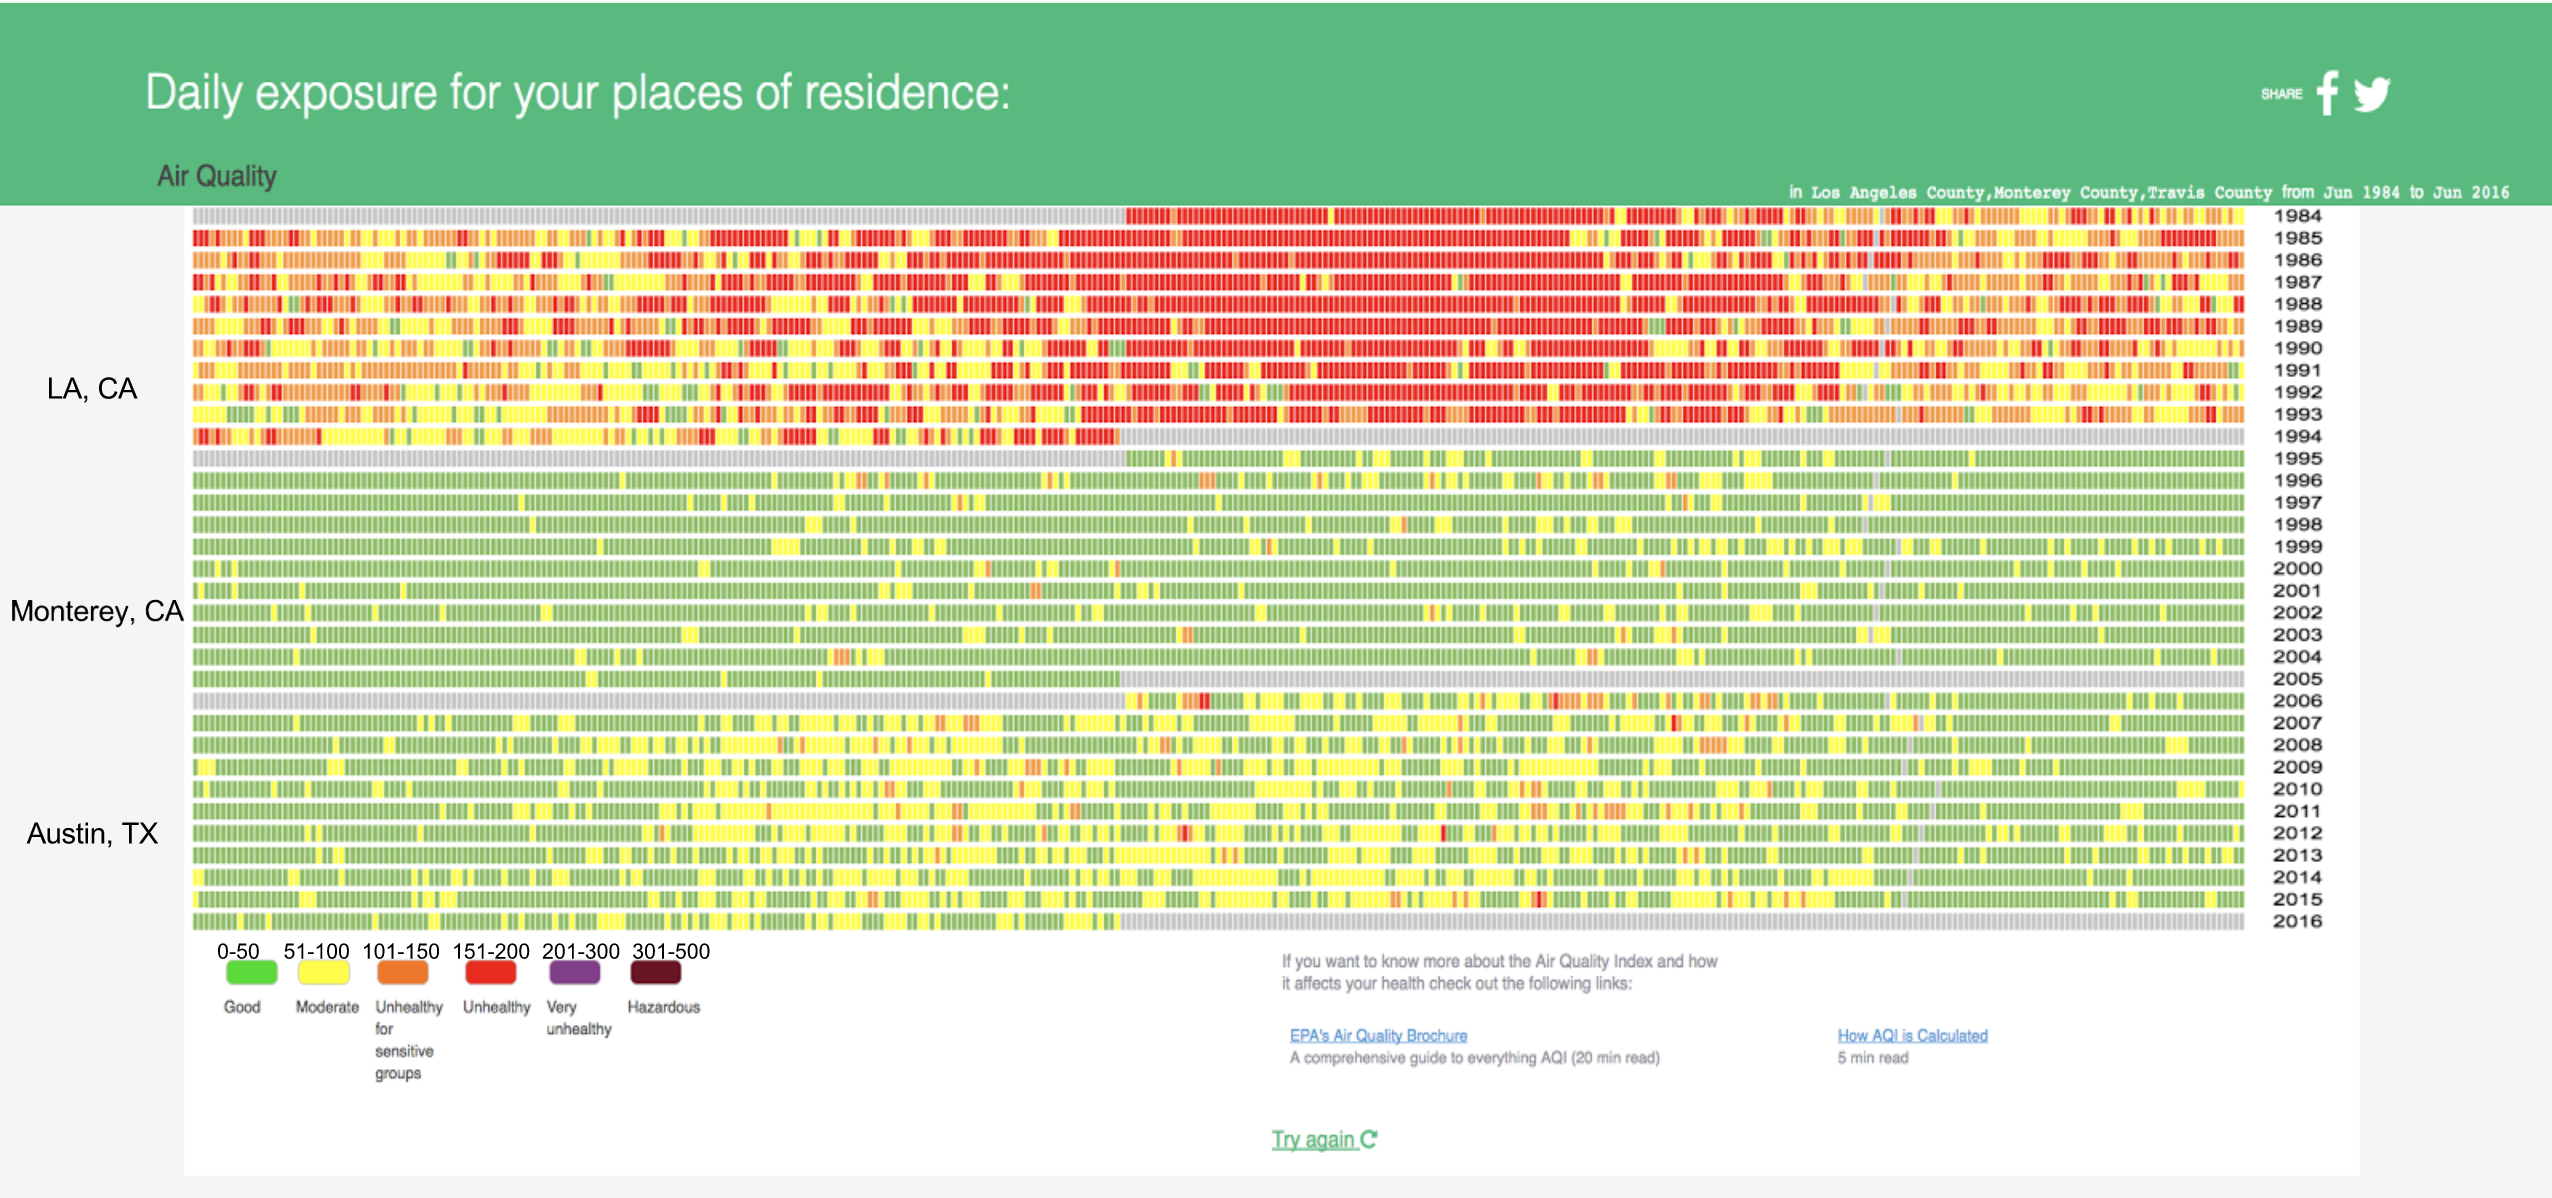 Daily exposure for your places of residence:
SHARE
Air Quality
in Los Angeles County,Monterey County,Travis County from Jun 1984 to Jun 2016
1984
1985
1986
1987
1988
1989
1990
1991
LA, CA
1992
1993
1994
1995
1996
1997
1998
1999
2000
2001
Monterey, CA
2002
2003
2004
2005
2006
2007
2008
2009
2010
2011
Austin, TX
2012
2013
2014
2015
2016
0-50 51-100 101-150 151-200 201-300 301-500
Good Moderate Unhealthy for sensitive groups Unhealthy Very unhealthy Hazardous
If you want to know more about the Air Quality Index and how
it affects your health check out the following links:
EPA's Air Quality Brochure
A comprehensive guide to everything AQI (20 min read)
How AQI is Calculated
5 min read
Try again